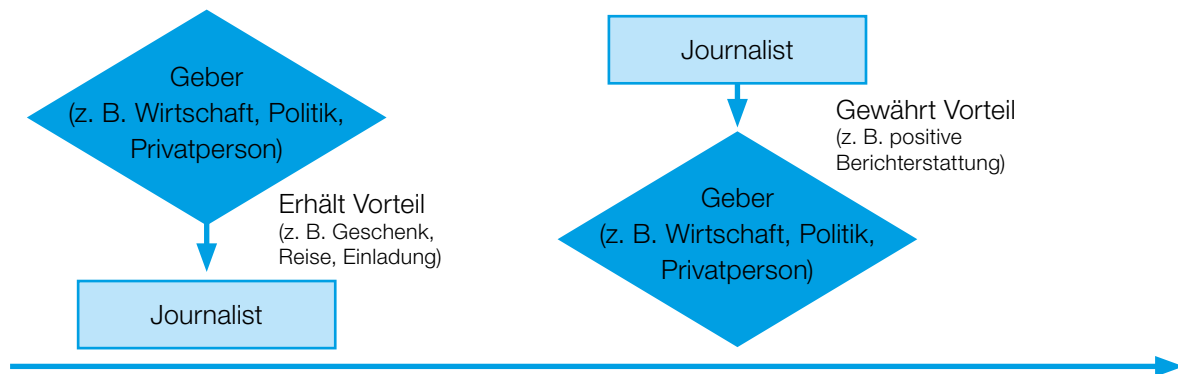 Geber
(z. B. Wirtschaft, Politik,
Privatperson)
Erhält Vorteil
(z. B. Geschenk,
Reise, Einladung)
Journalist
Journalist
Gewährt Vorteil
(z. B. positive
Berichterstattung)
Geber
(z. B. Wirtschaft, Politik,
Privatperson)